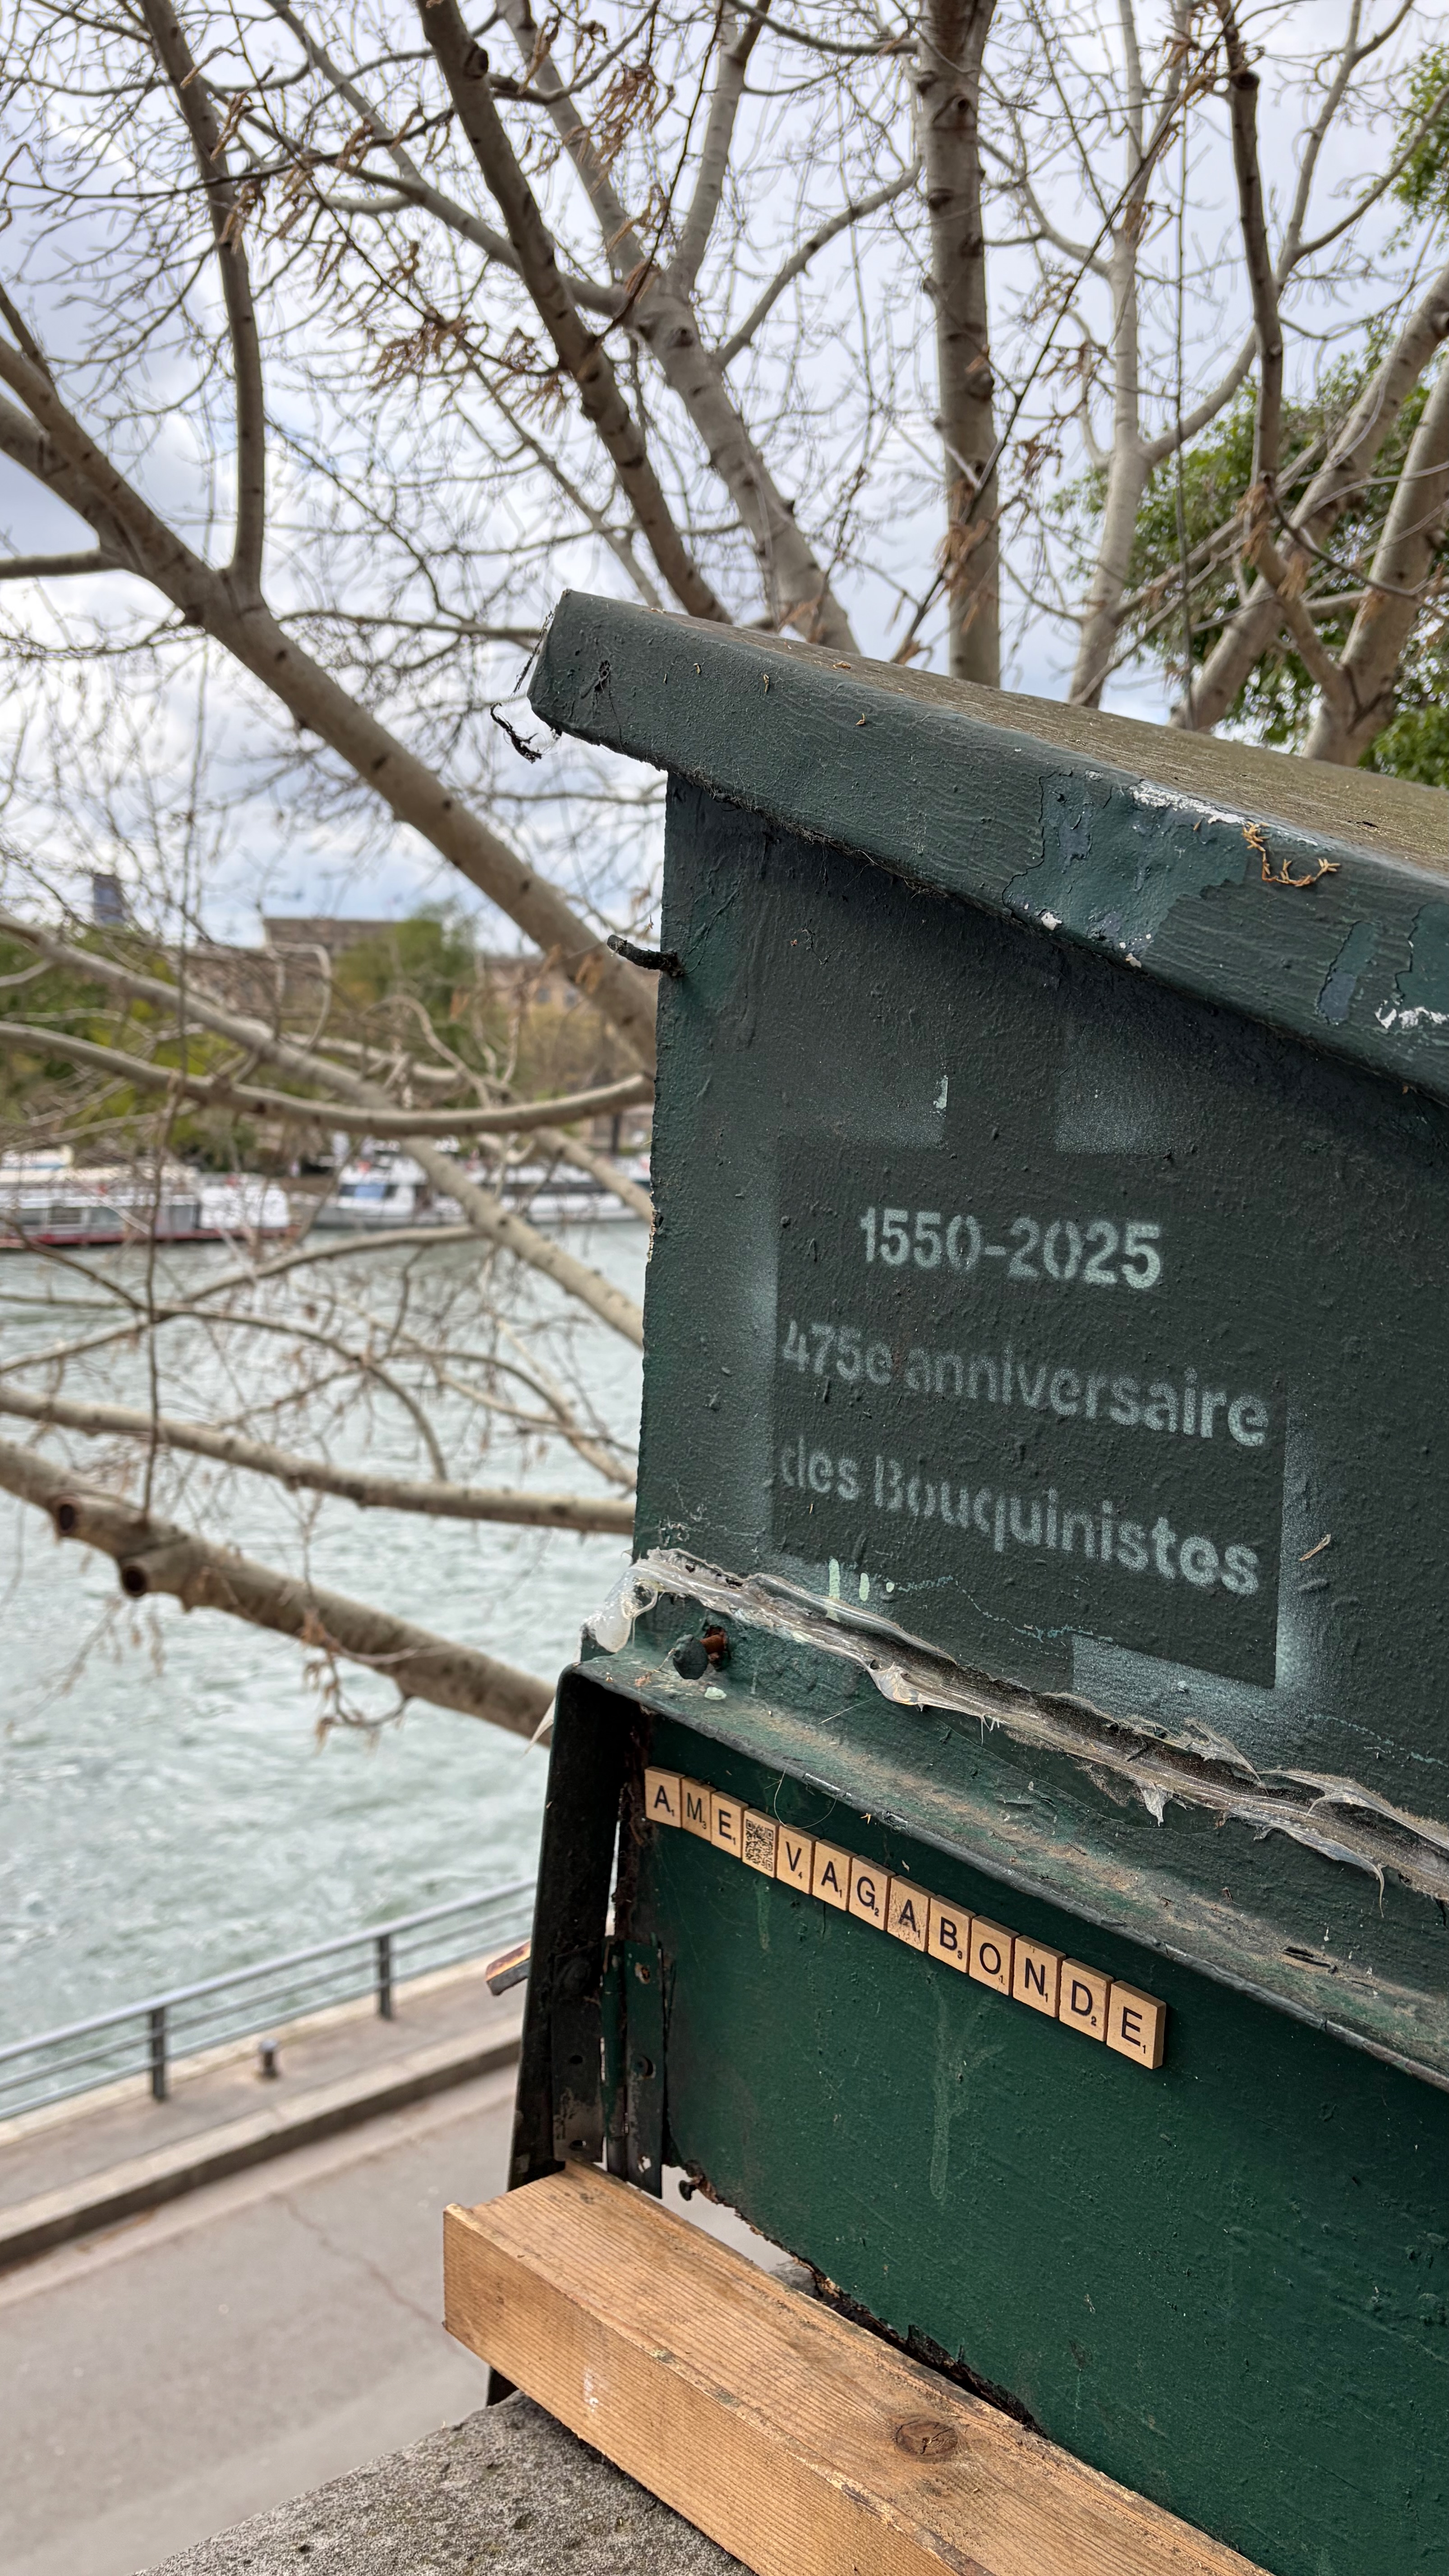 1550-2025
475e anniversaire
des Bouquinistes
AME VAGABONDE